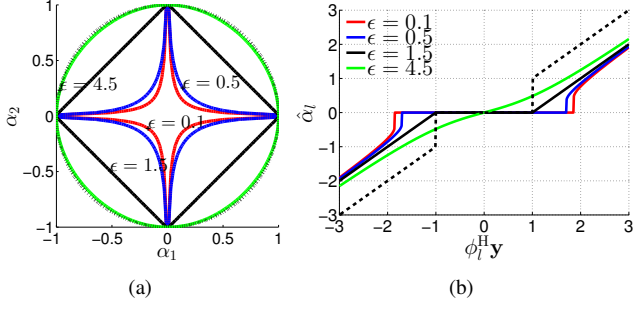 1
0.5
0
−0.5
−1
−1 −0.5 0 0.5 1
α₂
α₁
ϵ = 4.5
ϵ = 0.5
ϵ = 0.1
ϵ = 1.5
(a)
3
2
1
0
−1
−2
−3
−3 −2 −1 0 1 2 3
α̂ₗ
ϕₗᴴy
ϵ = 0.1
ϵ = 0.5
ϵ = 1.5
ϵ = 4.5
(b)